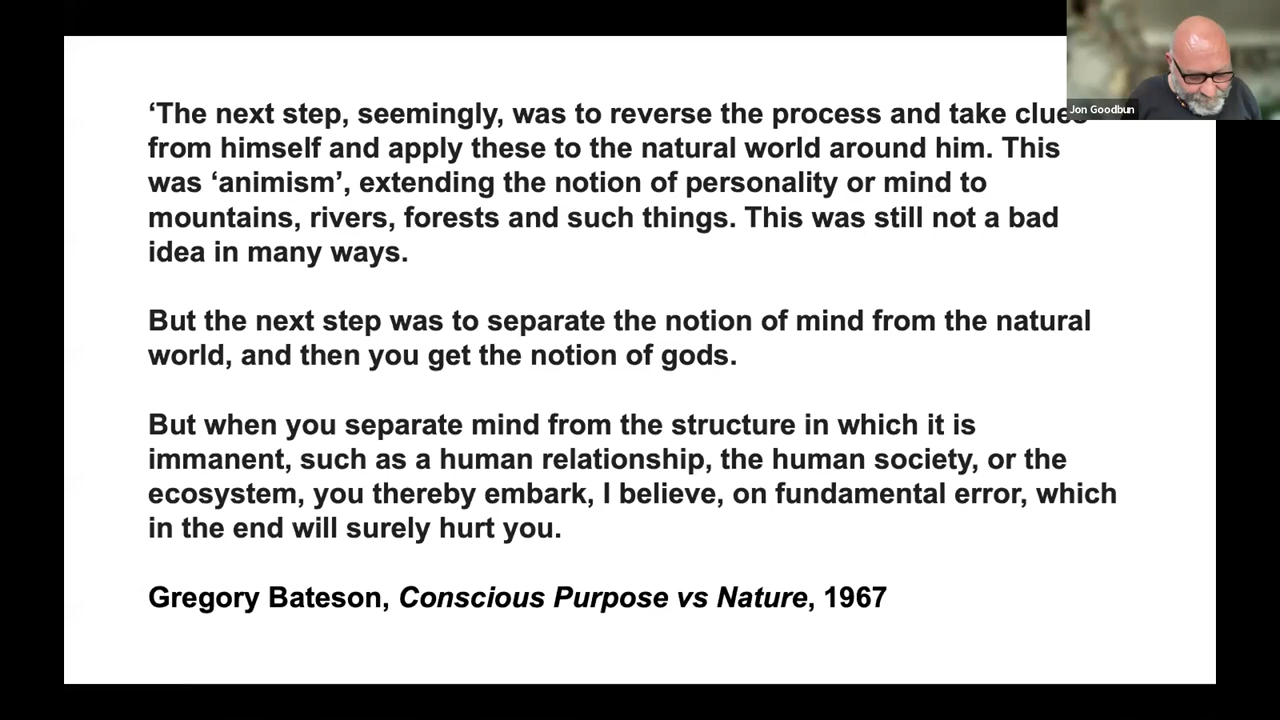 ‘The next step, seemingly, was to reverse the process and take clues
from himself and apply these to the natural world around him. This
was ‘animism’, extending the notion of personality or mind to
mountains, rivers, forests and such things. This was still not a bad
idea in many ways.
But the next step was to separate the notion of mind from the natural
world, and then you get the notion of gods.
But when you separate mind from the structure in which it is
immanent, such as a human relationship, the human society, or the
ecosystem, you thereby embark, I believe, on fundamental error, which
in the end will surely hurt you.
Gregory Bateson, Conscious Purpose vs Nature, 1967
Jon Goodbun